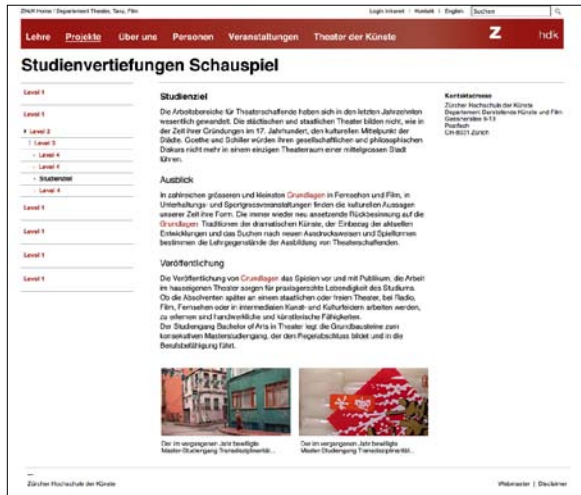 ZHdK Home / Departement Theater, Tanz, Film
Login Intranet | Kontakt | English Suchen
Lehre Projekte Über uns Personen Veranstaltungen Theater der Künste Z hdk
Studienvertiefungen Schauspiel
Level 1
Level 1
Level 2
Level 3
Level 4
Level 4
Studienziel
Level 4
Level 1
Level 1
Level 1
Level 1
Studienziel
Die Arbeitsbereiche für Theaterschaffende haben sich in den letzten Jahrzehnten
wesentlich gewandelt. Die städtischen und staatlichen Theater bilden nicht, wie in
der Zeit ihrer Gründungen im 17. Jahrhundert, den kulturellen Mittelpunkt der
Städte. Goethe und Schiller würden ihren gesellschaftlichen und philosophischen
Diskurs nicht mehr in einem einzigen Theaterraum einer mittelgrossen Stadt
führen.
Ausblick
In zahlreichen grösseren und kleinsten Grundlagen in Fernsehen und Film, in
Unterhaltungs- und Sportgrossveranstaltungen finden die kulturellen Aussagen
unserer Zeit ihre Form. Die immer wieder neu ansetzende Rückbesinnung auf die
Grundlagen Traditionen der dramatischen Künste, der Einbezug der aktuellen
Entwicklungen und das Suchen nach neuen Ausdrucksweisen und Spielformen
bestimmen die Lehrgegenstände der Ausbildung von Theaterschaffenden.
Veröffentlichung
Die Veröffentlichung von Grundlagen das Spielen vor und mit Publikum, die Arbeit
im hauseigenen Theater sorgen für praxisgerechte Lebendigkeit des Studiums.
Ob die Absolventen später an einem staatlichen oder freien Theater, bei Radio,
Film, Fernsehen oder in intermedialen Kunst- und Kulturfeldern arbeiten werden,
zu erlernen sind handwerkliche und künstlerische Fähigkeiten.
Der Studiengang Bachelor of Arts in Theater legt die Grundbausteine zum
konsekutiven Masterstudiengang, der den Regelabschluss bildet und in die
Berufsbefähigung führt.
Der im vergangenen Jahr bewilligte
Master-Studiengang Transdisziplinarität...
Der im vergangenen Jahr bewilligte
Master-Studiengang Transdisziplinarität...
Kontaktadresse
Zürcher Hochschule der Künste
Departement Darstellende Künste und Film
Gessnerallee 9-13
Postfach
CH-8031 Zürich
Zürcher Hochschule der Künste
Webmaster | Disclaimer